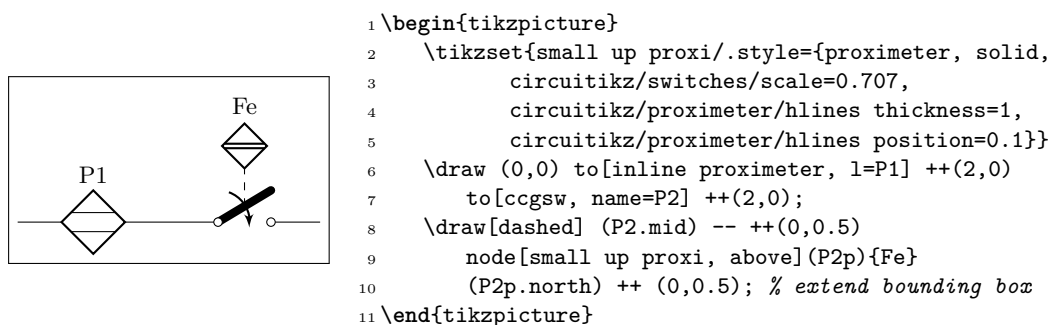 Fe
P1
1 \begin{tikzpicture}
2 \tikzset{small up proxi/.style={proximeter, solid,
3 circuitikz/switches/scale=0.707,
4 circuitikz/proximeter/hlines thickness=1,
5 circuitikz/proximeter/hlines position=0.1}}
6 \draw (0,0) to[inline proximeter, l=P1] ++(2,0)
7 to[ccgsw, name=P2] ++(2,0);
8 \draw[dashed] (P2.mid) -- ++(0,0.5)
9 node[small up proxi, above](P2p){Fe}
10 (P2p.north) ++ (0,0.5); % extend bounding box
11 \end{tikzpicture}